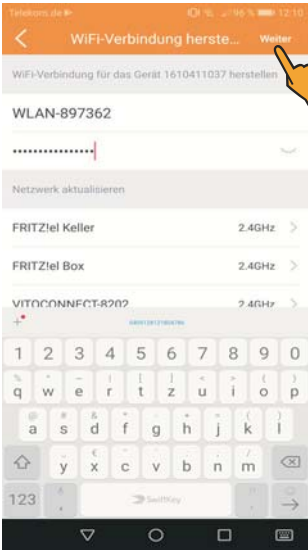 Telekom.de
96 % 12:10
WiFi-Verbindung herste... Weiter
WiFi-Verbindung für das Gerät 1610411037 herstellen
WLAN-897362
••••••••••••••••
Netzwerk aktualisieren
FRITZ!el Keller 2.4GHz
FRITZ!el Box 2.4GHz
VITOCONNECT-8202 2.4GHz
1 2 3 4 5 6 7 8 9 0
q w e r t z u i o p
a s d f g h j k l
y x c v b n m
123 SwiftKey